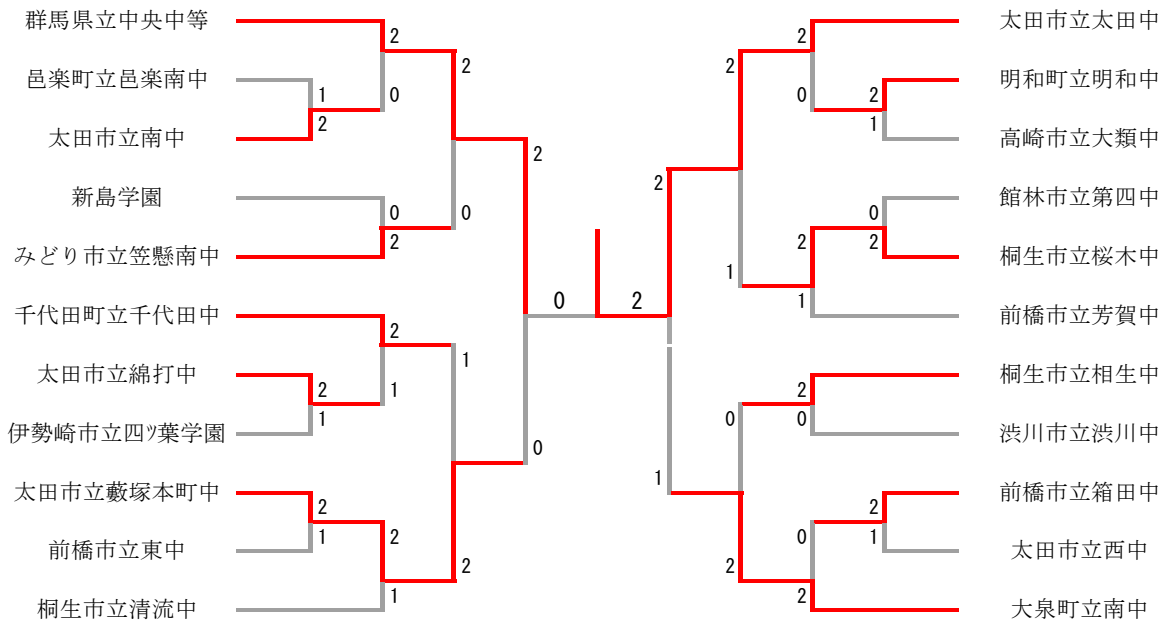 群馬県立中央中等
邑楽町立邑楽南中
太田市立南中
新島学園
みどり市立笠懸南中
千代田町立千代田中
太田市立綿打中
伊勢崎市立四ツ葉学園
太田市立藪塚本町中
前橋市立東中
桐生市立清流中
2
0
1
2
2
0
0
2
2
1
2
1
1
2
1
2
1
2
0
2
0
2
2
1
2
0
2
1
0
2
2
1
2
1
2
0
0
2
2
1
0
2
太田市立太田中
明和町立明和中
高崎市立大類中
館林市立第四中
桐生市立桜木中
前橋市立芳賀中
桐生市立相生中
渋川市立渋川中
前橋市立箱田中
太田市立西中
大泉町立南中